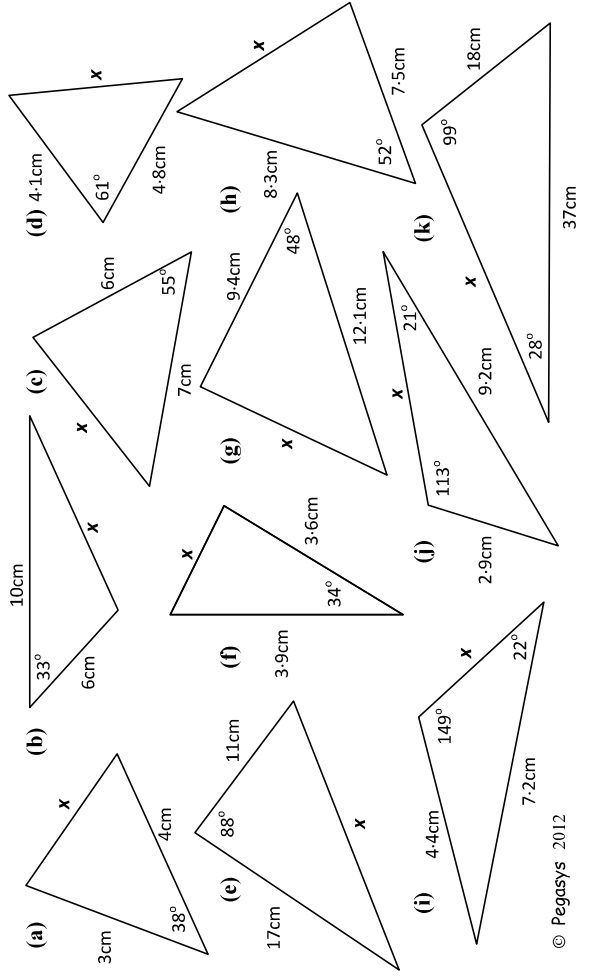 (a) 3cm 38° 4cm x
(b) 10cm 33° 6cm x
(c) x 6cm 55° 7cm
(d) 4·1cm 61° 4·8cm x
(e) 17cm 88° 11cm x
(f) 3·9cm x 34° 3·6cm
(g) x 9·4cm 48° 12·1cm
(h) 8·3cm x 52° 7·5cm
(i) 4·4cm 149° x 22° 7·2cm
(j) 2·9cm 113° x 21° 9·2cm
(k) x 99° 18cm 28° 37cm
© Pegasys 2012